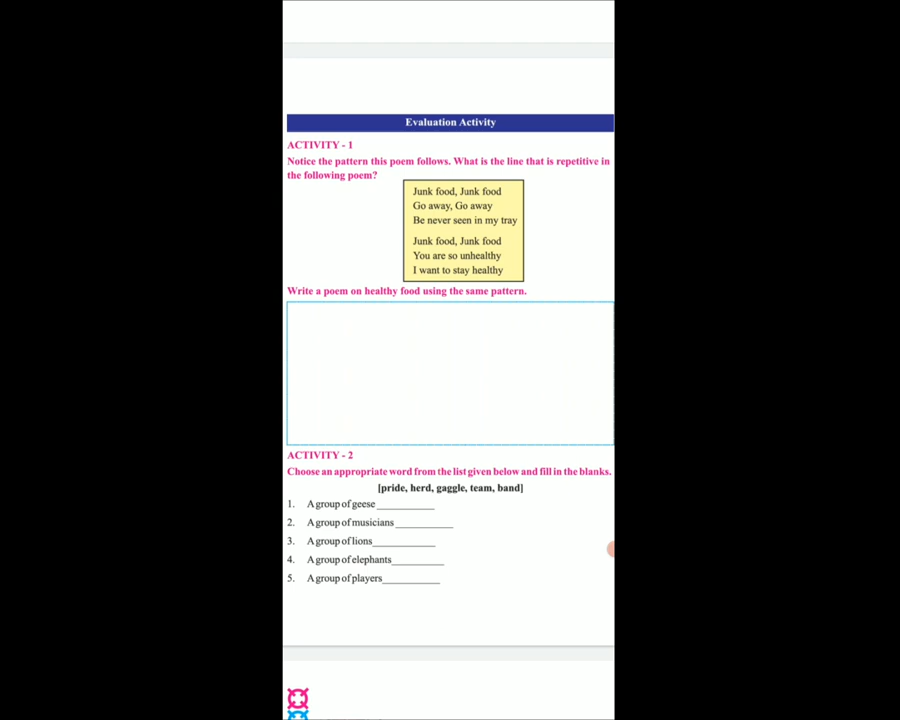 Evaluation Activity
ACTIVITY - 1
Notice the pattern this poem follows. What is the line that is repetitive in
the following poem?
Junk food, Junk food
Go away, Go away
Be never seen in my tray
Junk food, Junk food
You are so unhealthy
I want to stay healthy
Write a poem on healthy food using the same pattern.
ACTIVITY - 2
Choose an appropriate word from the list given below and fill in the blanks.
[pride, herd, gaggle, team, band]
1. A group of geese ____________
2. A group of musicians ____________
3. A group of lions ____________
4. A group of elephants ____________
5. A group of players ____________